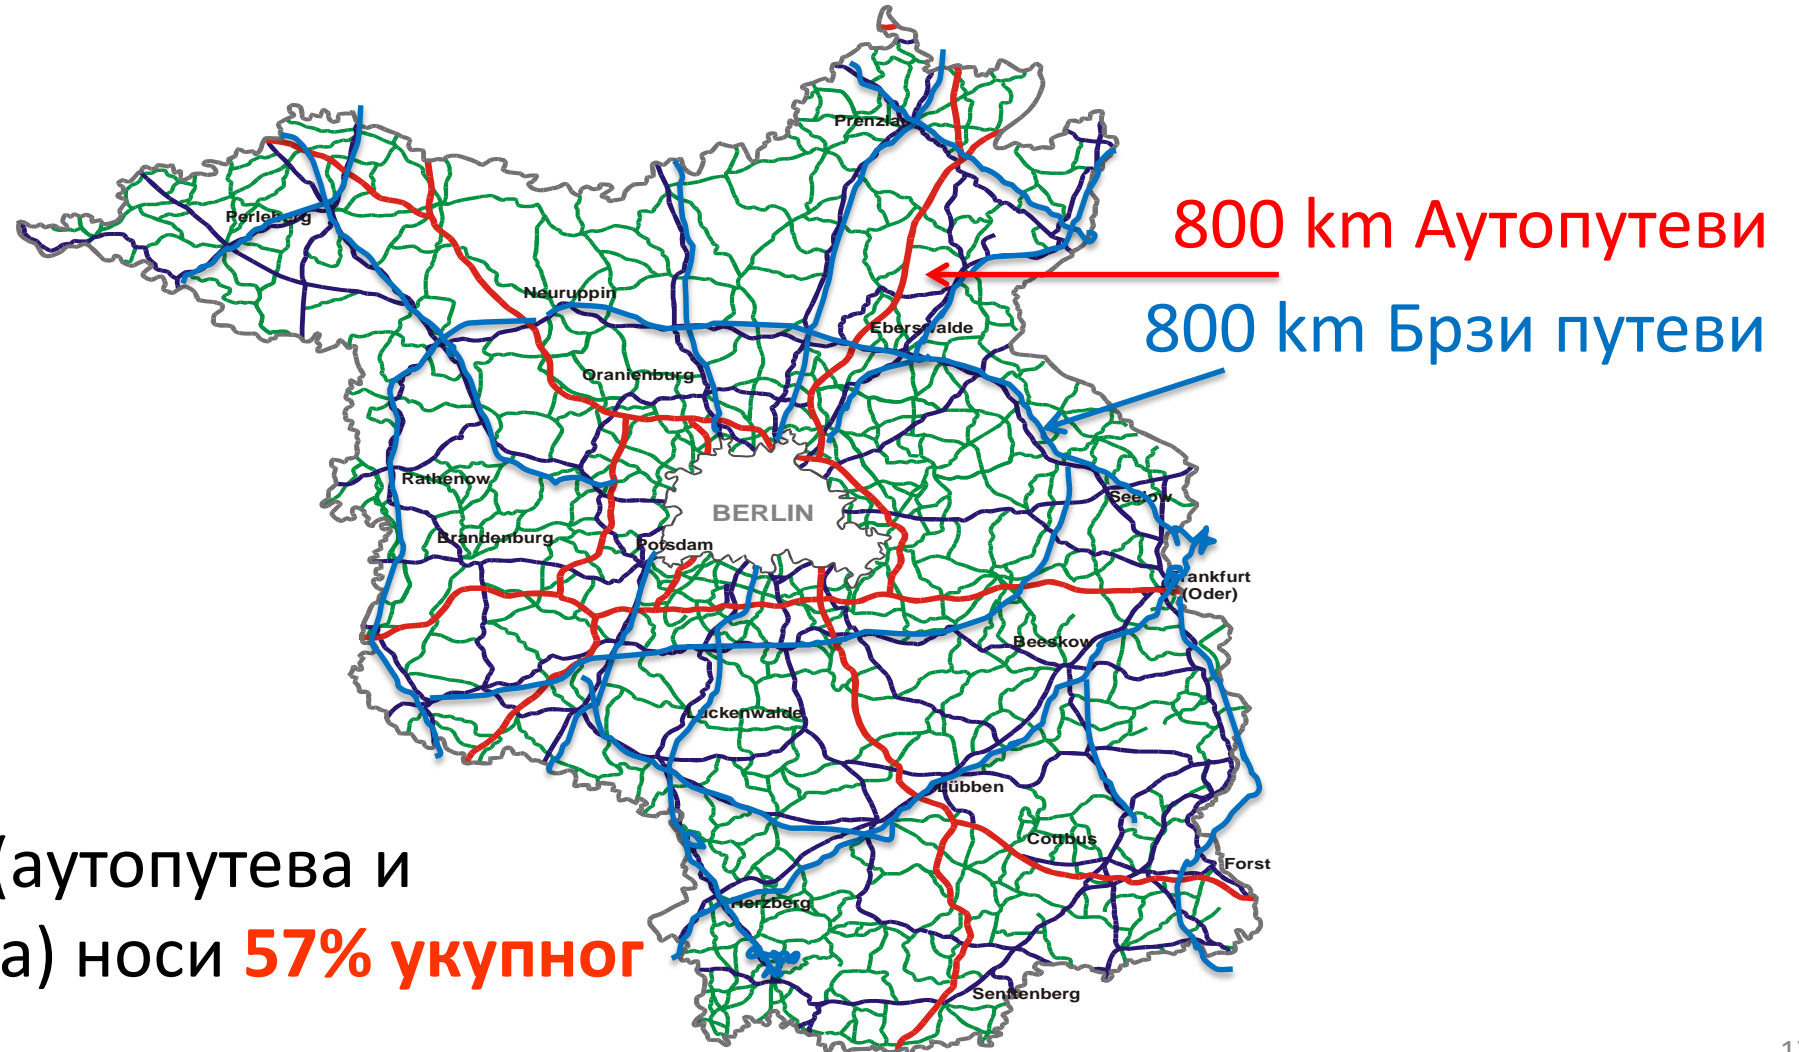 Prenzlau
Perleberg
800 km Аутопутеви
Neuruppin
800 km Брзи путеви
Eberswalde
Oranienburg
Rathenow
Seelow
BERLIN
Brandenburg
Potsdam
Frankfurt
(Oder)
Beeskow
Luckenwalde
Lübben
Cottbus
(аутопутева и
Forst
Herzberg
а) носи 57% укупног
Senftenberg